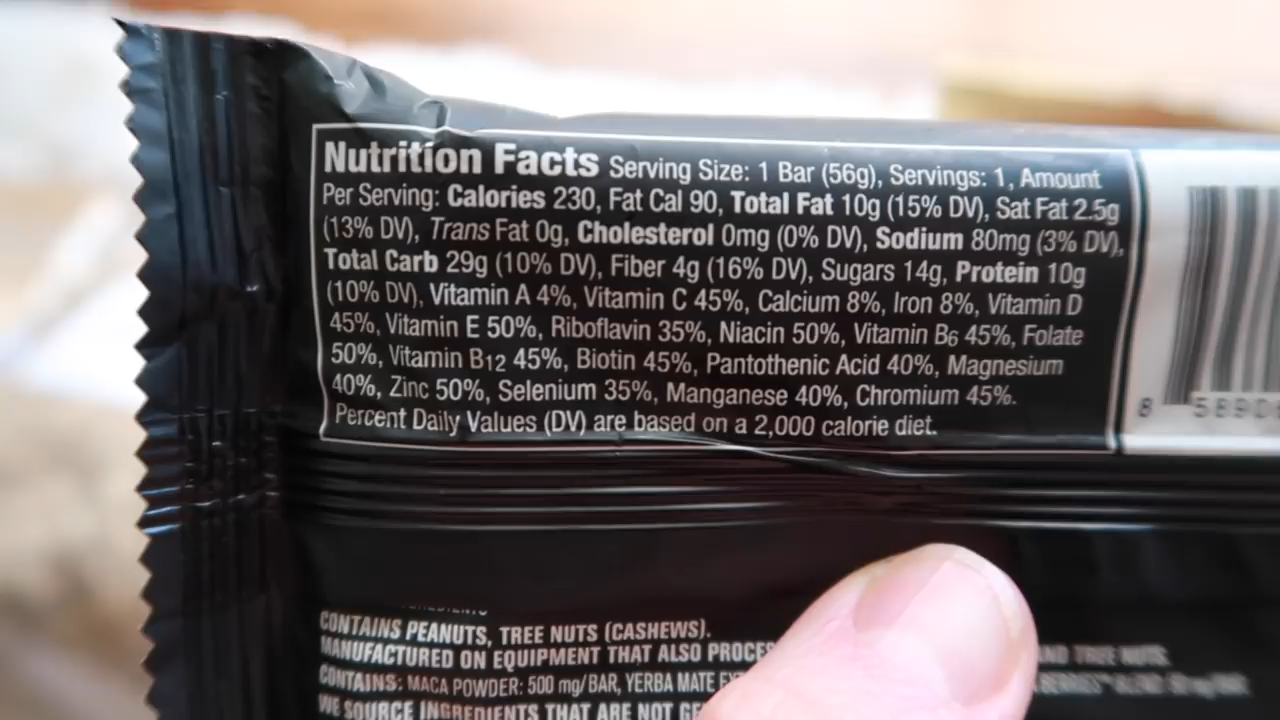 Nutrition Facts Serving Size: 1 Bar (56g), Servings: 1, Amount
Per Serving: Calories 230, Fat Cal 90, Total Fat 10g (15% DV), Sat Fat 2.5g
(13% DV), Trans Fat 0g, Cholesterol 0mg (0% DV), Sodium 80mg (3% DV),
Total Carb 29g (10% DV), Fiber 4g (16% DV), Sugars 14g, Protein 10g
(10% DV), Vitamin A 4%, Vitamin C 45%, Calcium 8%, Iron 8%, Vitamin D
45%, Vitamin E 50%, Riboflavin 35%, Niacin 50%, Vitamin B6 45%, Folate
50%, Vitamin B12 45%, Biotin 45%, Pantothenic Acid 40%, Magnesium
40%, Zinc 50%, Selenium 35%, Manganese 40%, Chromium 45%.
Percent Daily Values (DV) are based on a 2,000 calorie diet.
8 5890
CONTAINS PEANUTS, TREE NUTS (CASHEWS).
MANUFACTURED ON EQUIPMENT THAT ALSO PROCES AND TREE NUTS.
CONTAINS: MACA POWDER: 500 mg/BAR, YERBA MATE
WE SOURCE INGREDIENTS THAT ARE NOT GE